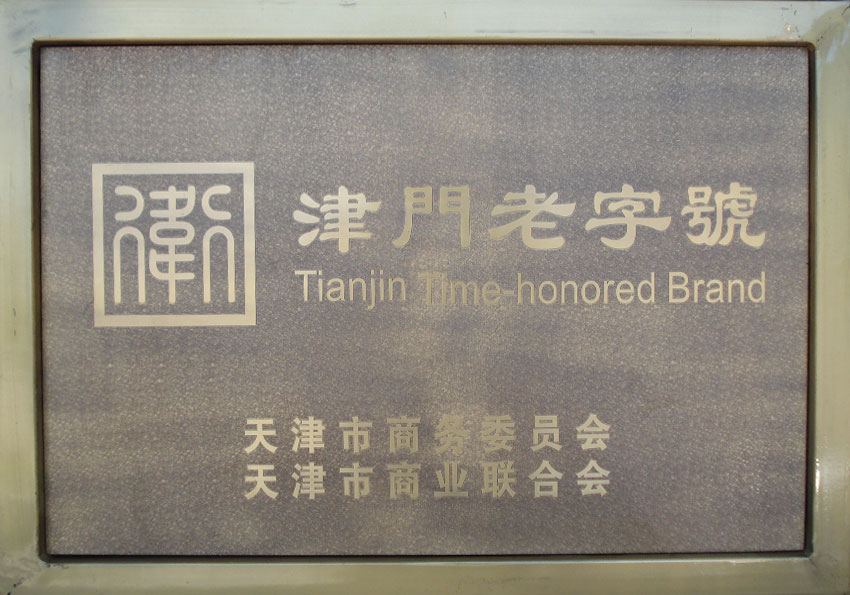 衛
津門老字號
Tianjin Time-honored Brand
天津市商务委员会
天津市商业联合会